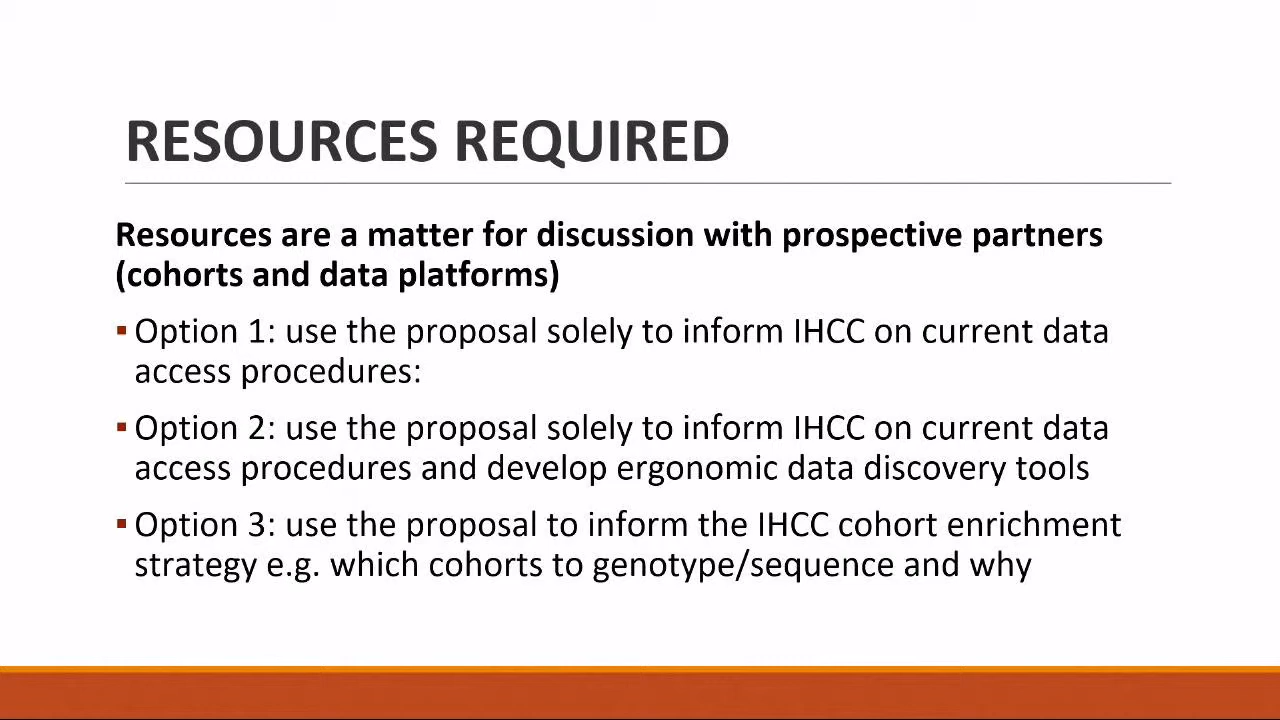 RESOURCES REQUIRED
Resources are a matter for discussion with prospective partners
(cohorts and data platforms)
▪ Option 1: use the proposal solely to inform IHCC on current data
access procedures:
▪ Option 2: use the proposal solely to inform IHCC on current data
access procedures and develop ergonomic data discovery tools
▪ Option 3: use the proposal to inform the IHCC cohort enrichment
strategy e.g. which cohorts to genotype/sequence and why